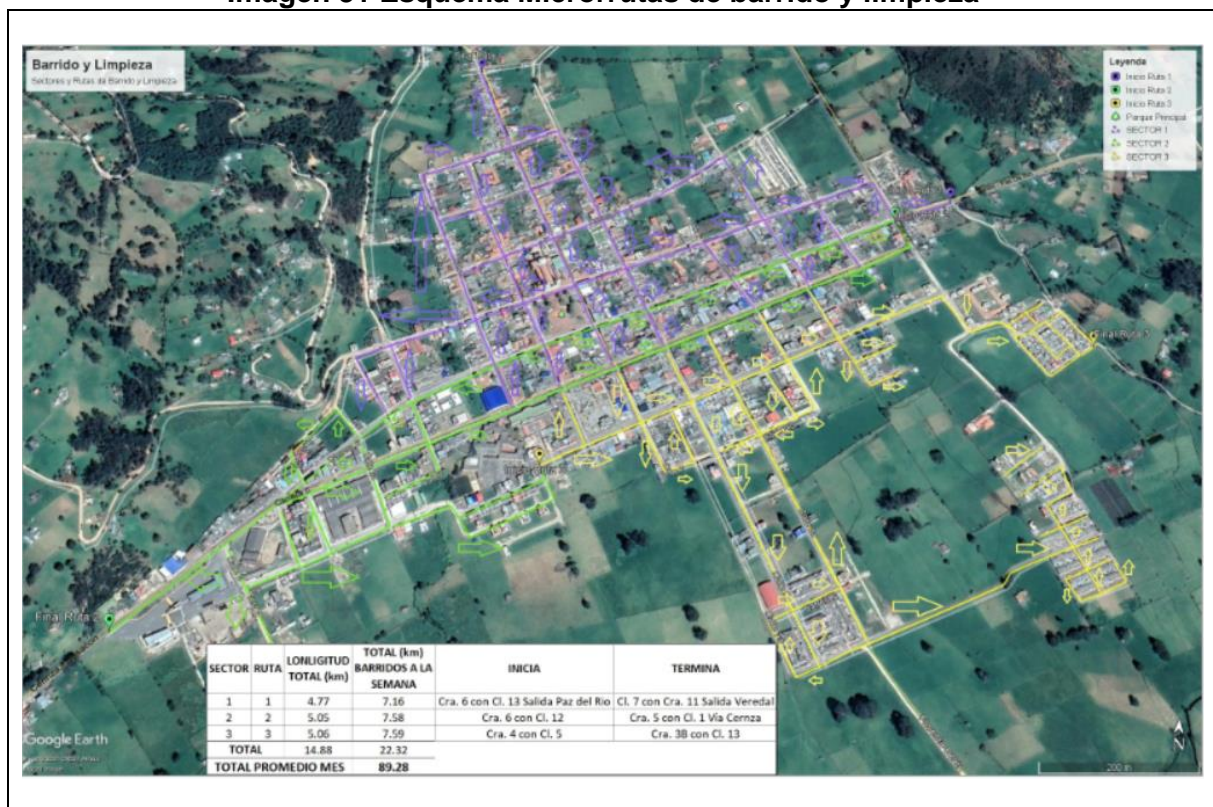 Imagen 31 Esquema Microrrutas de barrido y limpieza
Barrido y Limpieza
Sectores y Rutas de Barrido y Limpieza
Leyenda
Inicio Ruta 1
Inicio Ruta 2
Inicio Ruta 3
Parque Principal
SECTOR 1
SECTOR 2
SECTOR 3
Final Ruta 3
Inicio Ruta
Final Ruta 2
SECTOR RUTA LONLIGITUD TOTAL (km) TOTAL (km) BARRIDOS A LA SEMANA INICIA TERMINA
1 1 4.77 7.16 Cra. 6 con Cl. 13 Salida Paz del Rio Cl. 7 con Cra. 11 Salida Veredal
2 2 5.05 7.58 Cra. 6 con Cl. 12 Cra. 5 con Cl. 1 Vía Cernza
3 3 5.06 7.59 Cra. 4 con Cl. 5 Cra. 3B con Cl. 13
TOTAL 14.88 22.32
TOTAL PROMEDIO MES 89.28
Google Earth
N
200 m